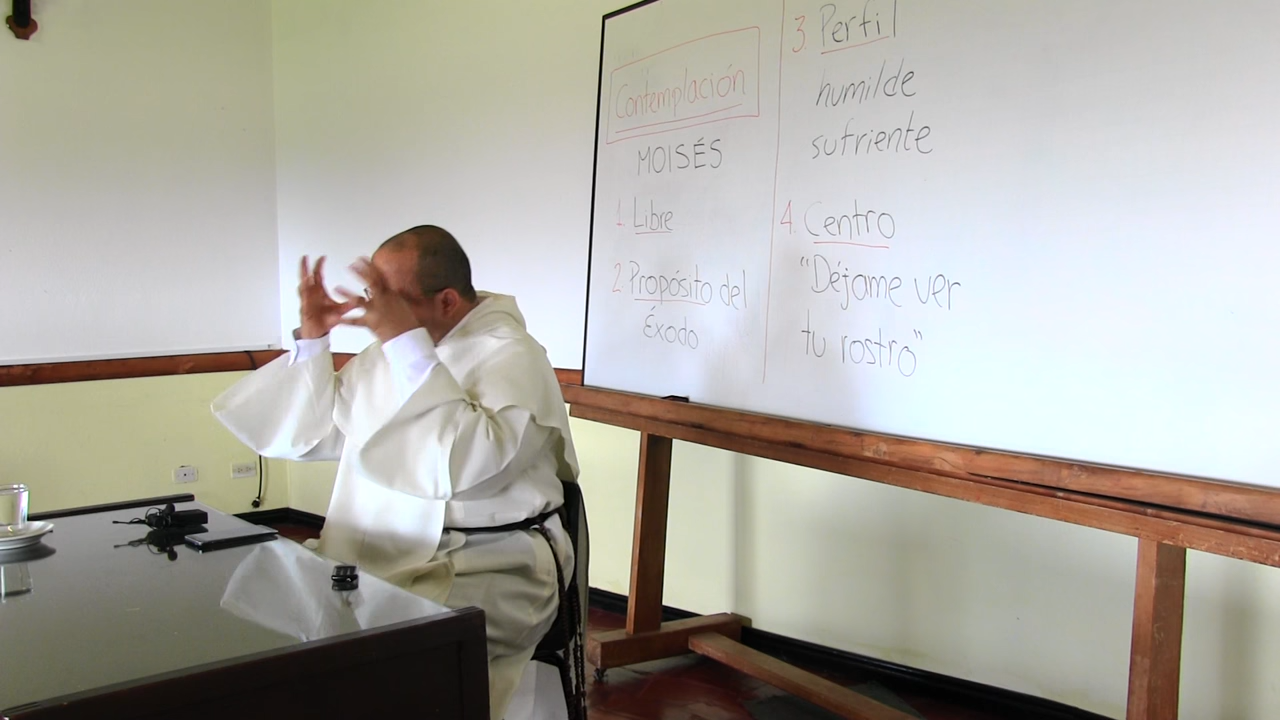 Contemplación
MOISÉS
1. Libre
2. Propósito del
Éxodo
3 Perfil
humilde
sufriente
4. Centro
"Déjame ver
tu rostro"